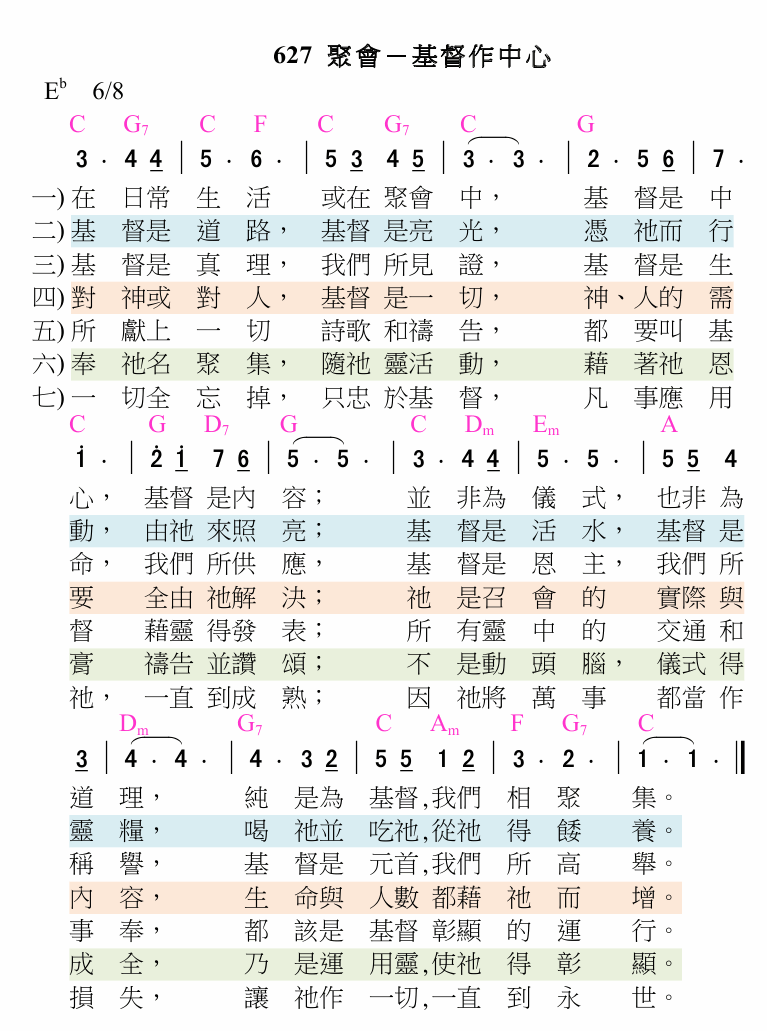 627 聚會－基督作中心
E♭ 6/8
C G7 C F C G7 C G
3 · 4 4 | 5 · 6 · | 5 3 4 5 | 3 · 3 · | 2 · 5 6 | 7 ·
一) 在 日常 生 活 或在 聚會 中， 基 督是 中
二) 基 督是 道 路， 基督 是亮 光， 憑 祂而 行
三) 基 督是 真 理， 我們 所見 證， 基 督是 生
四) 對 神或 對 人， 基督 是一 切， 神、人的 需
五) 所 獻上 一 切 詩歌 和禱 告， 都 要叫 基
六) 奉 祂名 聚 集， 隨祂 靈活 動， 藉 著祂 恩
七) 一 切全 忘 掉， 只忠 於基 督， 凡 事應 用
C G D7 G C Dm Em A
1 · | 2 1 7 6 | 5 · 5 · | 3 · 4 4 | 5 · 5 · | 5 5 4
心， 基督 是內 容； 並 非為 儀 式， 也非 為
動， 由祂 來照 亮； 基 督是 活 水， 基督 是
命， 我們 所供 應， 基 督是 恩 主， 我們 所
要 全由 祂解 決； 祂 是召 會 的 實際 與
督 藉靈 得發 表； 所 有靈 中 的 交通 和
膏 禱告 並讚 頌； 不 是動 頭 腦， 儀式 得
祂， 一直 到成 熟； 因 祂將 萬 事 都當 作
Dm G7 C Am F G7 C
3 | 4 · 4 · | 4 · 3 2 | 5 5 1 2 | 3 · 2 · | 1 · 1 · ‖
道 理， 純 是為 基督,我們 相 聚 集。
靈 糧， 喝 祂並 吃祂,從祂 得 餧 養。
稱 譽， 基 督是 元首,我們 所 高 舉。
內 容， 生 命與 人數 都藉 祂 而 增。
事 奉， 都 該是 基督 彰顯 的 運 行。
成 全， 乃 是運 用靈,使祂 得 彰 顯。
損 失， 讓 祂作 一切,一直 到 永 世。